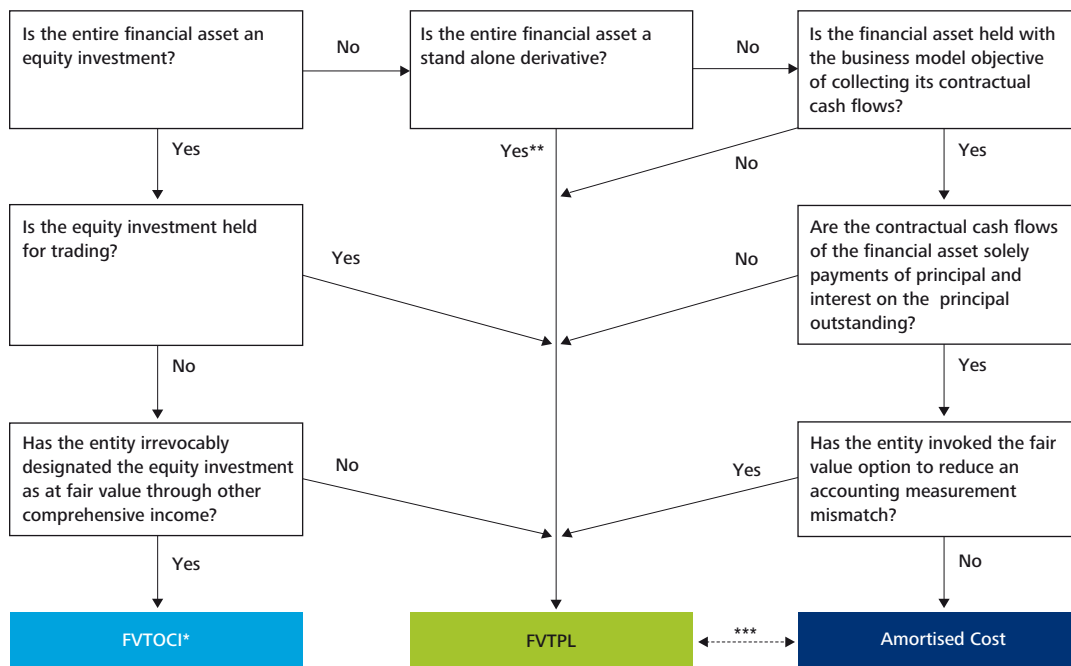 Is the entire financial asset an
equity investment?
No
Is the entire financial asset a
stand alone derivative?
No
Is the financial asset held with
the business model objective
of collecting its contractual
cash flows?
Yes
Yes**
No
Yes
Is the equity investment held
for trading?
Yes
No
Are the contractual cash flows
of the financial asset solely
payments of principal and
interest on the principal
outstanding?
No
Yes
Has the entity irrevocably
designated the equity investment
as at fair value through other
comprehensive income?
No
Yes
Has the entity invoked the fair
value option to reduce an
accounting measurement
mismatch?
Yes
No
FVTOCI*
FVTPL
***
Amortised Cost